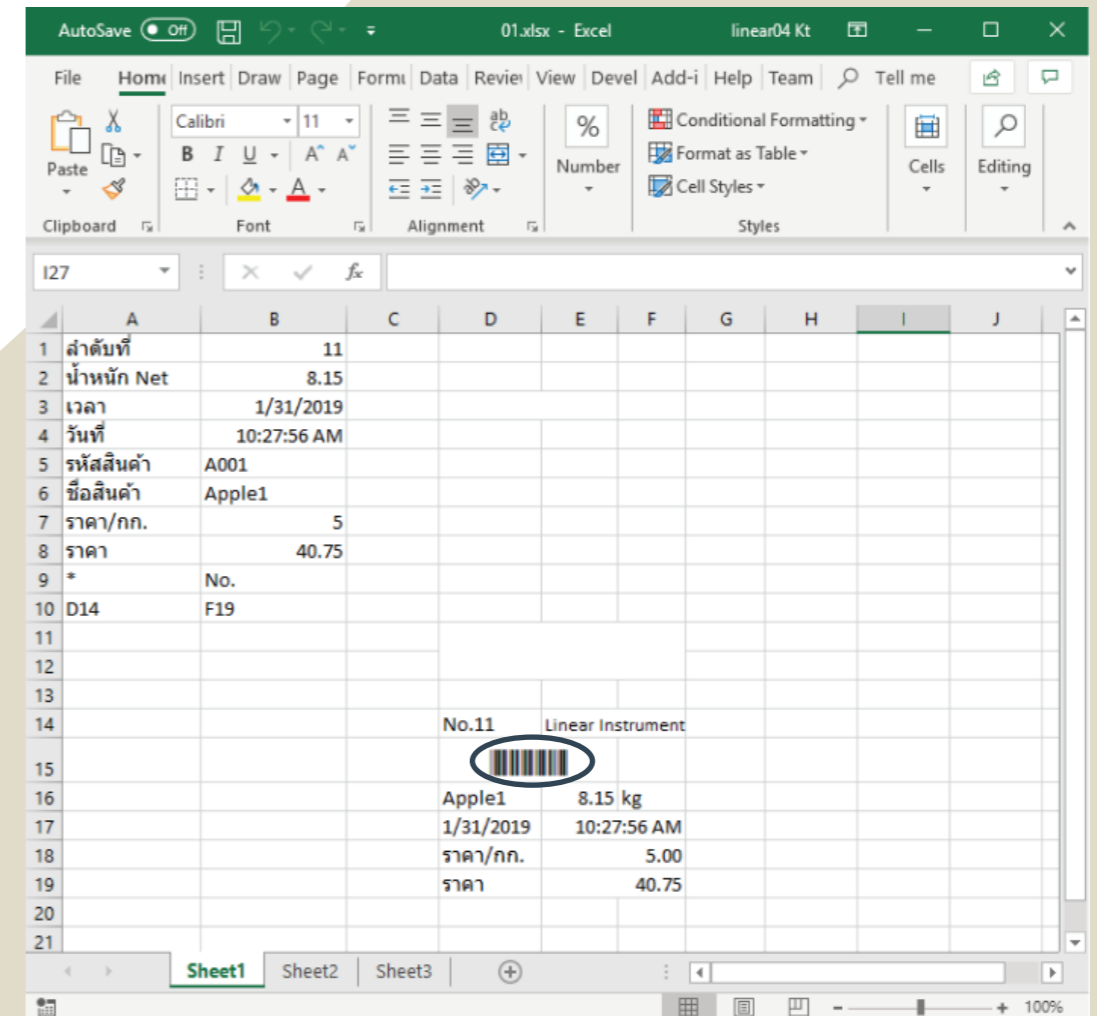 AutoSave Off 01.xlsx - Excel linear04 Kt
File Home Insert Draw Page Formu Data Review View Devel Add-i Help Team Tell me
Calibri 11
Paste
B I U A A
% Number
Conditional Formatting
Format as Table
Cell Styles
Cells Editing
Clipboard Font Alignment Styles
I27 fx
A B C D E F G H I J
1 ลำดับที่ 11
2 น้ำหนัก Net 8.15
3 เวลา 1/31/2019
4 วันที่ 10:27:56 AM
5 รหัสสินค้า A001
6 ชื่อสินค้า Apple1
7 ราคา/กก. 5
8 ราคา 40.75
9 * No.
10 D14 F19
11
12
13
14 No.11 Linear Instrument
15
16 Apple1 8.15 kg
17 1/31/2019 10:27:56 AM
18 ราคา/กก. 5.00
19 ราคา 40.75
20
21
Sheet1 Sheet2 Sheet3
100%